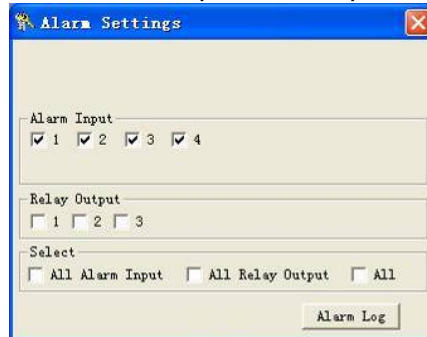 Alarm Settings
Alarm Input
1 2 3 4
Relay Output
1 2 3
Select
All Alarm Input All Relay Output All
Alarm Log